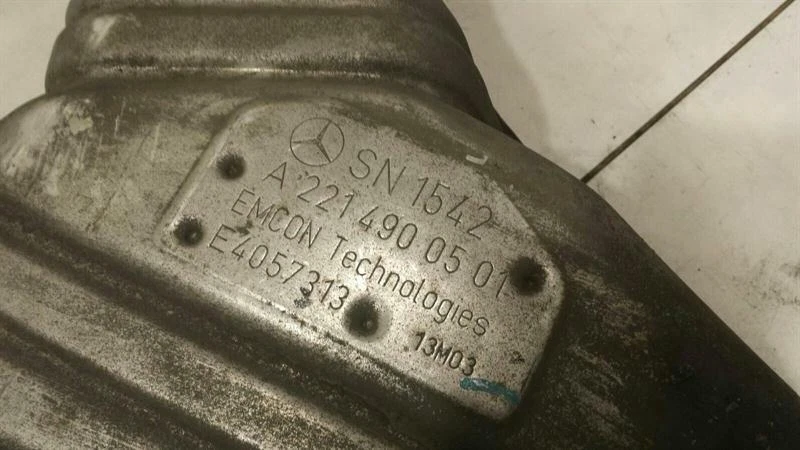 SN 1542
A 221 490 05 01
EMCON Technologies
E4057313
13M03